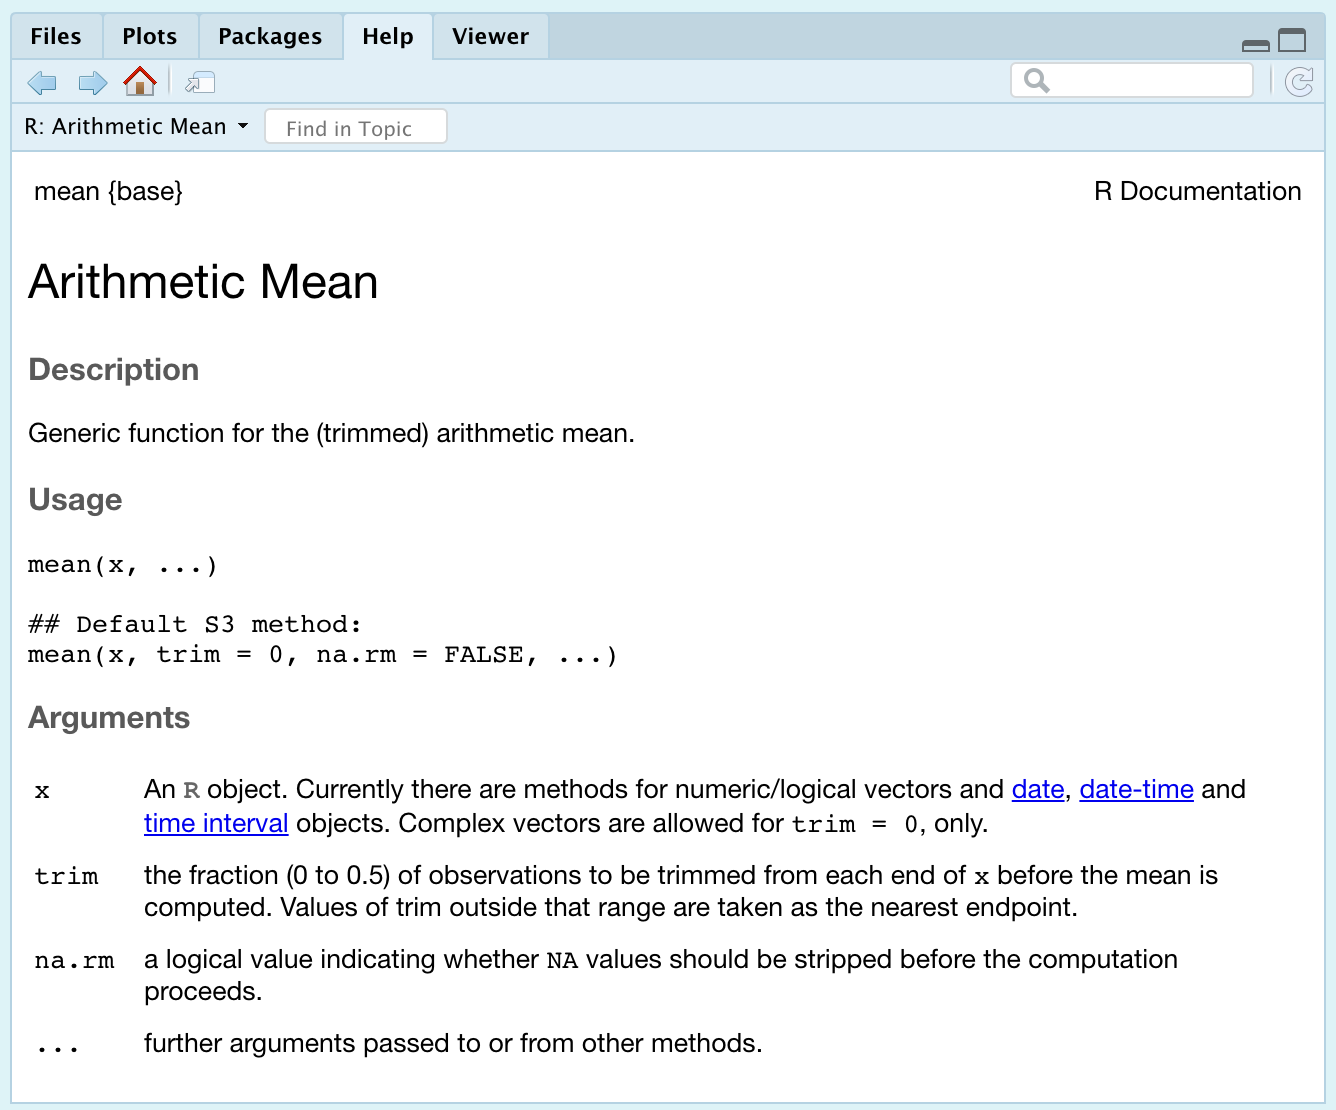 Files Plots Packages Help Viewer
R: Arithmetic Mean Find in Topic
mean {base} R Documentation
Arithmetic Mean
Description
Generic function for the (trimmed) arithmetic mean.
Usage
mean(x, ...)
## Default S3 method:
mean(x, trim = 0, na.rm = FALSE, ...)
Arguments
x An R object. Currently there are methods for numeric/logical vectors and date, date-time and
time interval objects. Complex vectors are allowed for trim = 0, only.
trim the fraction (0 to 0.5) of observations to be trimmed from each end of x before the mean is
computed. Values of trim outside that range are taken as the nearest endpoint.
na.rm a logical value indicating whether NA values should be stripped before the computation
proceeds.
... further arguments passed to or from other methods.